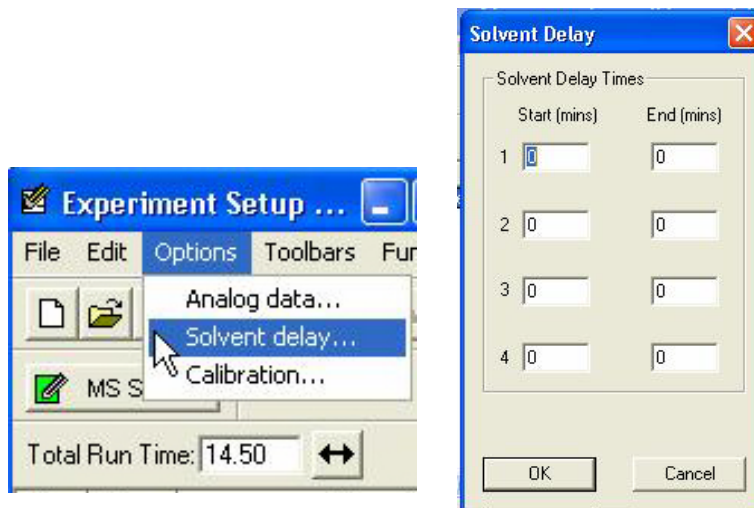 Experiment Setup ...
File Edit Options Toolbars Fur
Analog data...
Solvent delay...
Calibration...
MS S
Total Run Time: 14.50
Solvent Delay
Solvent Delay Times
Start (mins) End (mins)
1 0 0
2 0 0
3 0 0
4 0 0
OK Cancel